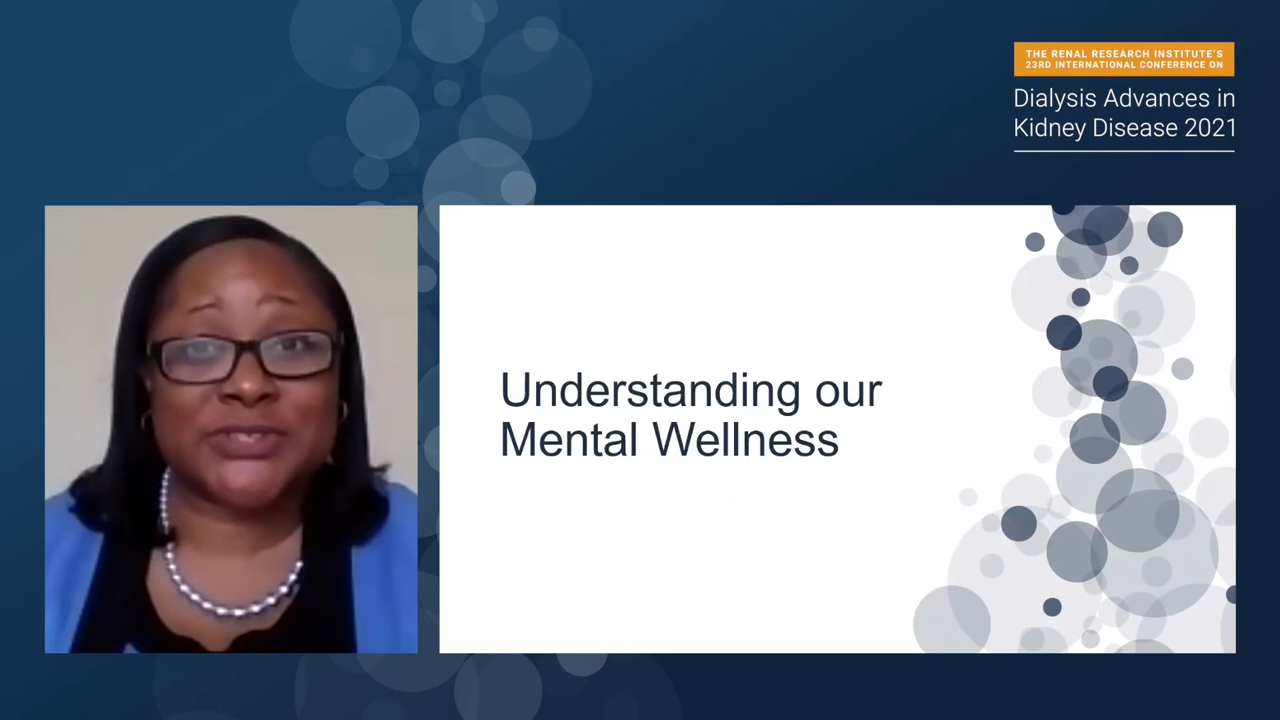 THE RENAL RESEARCH INSTITUTE'S
23RD INTERNATIONAL CONFERENCE ON
Dialysis Advances in
Kidney Disease 2021
Understanding our
Mental Wellness